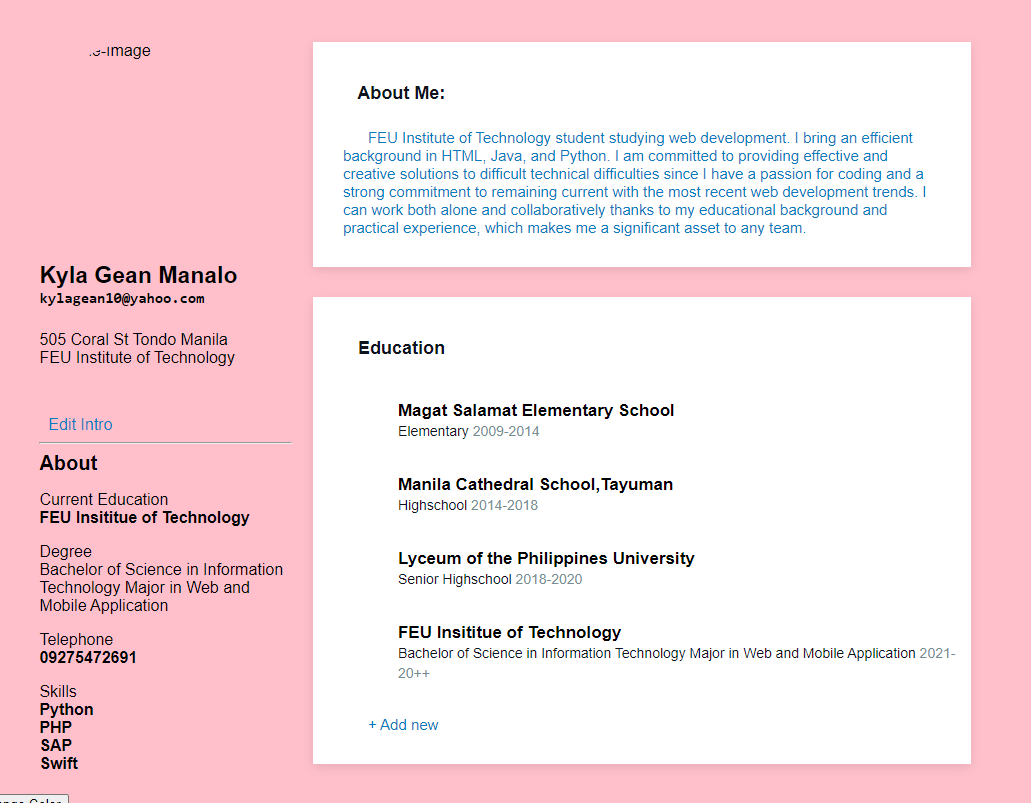 About Me:
FEU Institute of Technology student studying web development. I bring an efficient
background in HTML, Java, and Python. I am committed to providing effective and
creative solutions to difficult technical difficulties since I have a passion for coding and a
strong commitment to remaining current with the most recent web development trends. I
can work both alone and collaboratively thanks to my educational background and
practical experience, which makes me a significant asset to any team.
Kyla Gean Manalo
kylagean10@yahoo.com
505 Coral St Tondo Manila
FEU Institute of Technology
Edit Intro
About
Current Education
FEU Insititue of Technology
Degree
Bachelor of Science in Information
Technology Major in Web and
Mobile Application
Telephone
09275472691
Skills
Python
PHP
SAP
Swift
Education
Magat Salamat Elementary School
Elementary 2009-2014
Manila Cathedral School,Tayuman
Highschool 2014-2018
Lyceum of the Philippines University
Senior Highschool 2018-2020
FEU Insititue of Technology
Bachelor of Science in Information Technology Major in Web and Mobile Application 2021-
20++
+ Add new